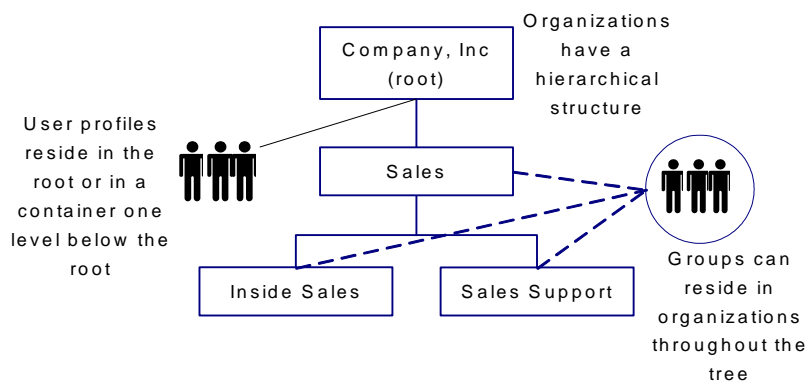 Company, Inc
(root)
Organizations
have a
hierarchical
structure
User profiles
reside in the
root or in a
container one
level below the
root
Sales
Inside Sales
Sales Support
Groups can
reside in
organizations
throughout the
tree